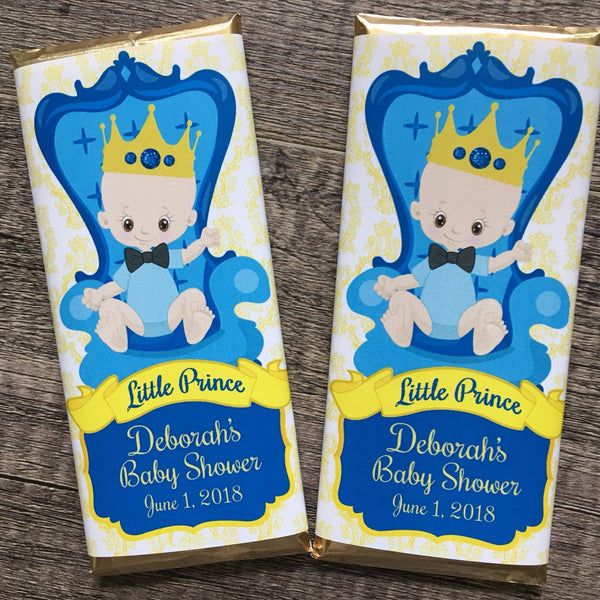 Little Prince
Deborah's
Baby Shower
June 1, 2018
Little Prince
Deborah's
Baby Shower
June 1, 2018